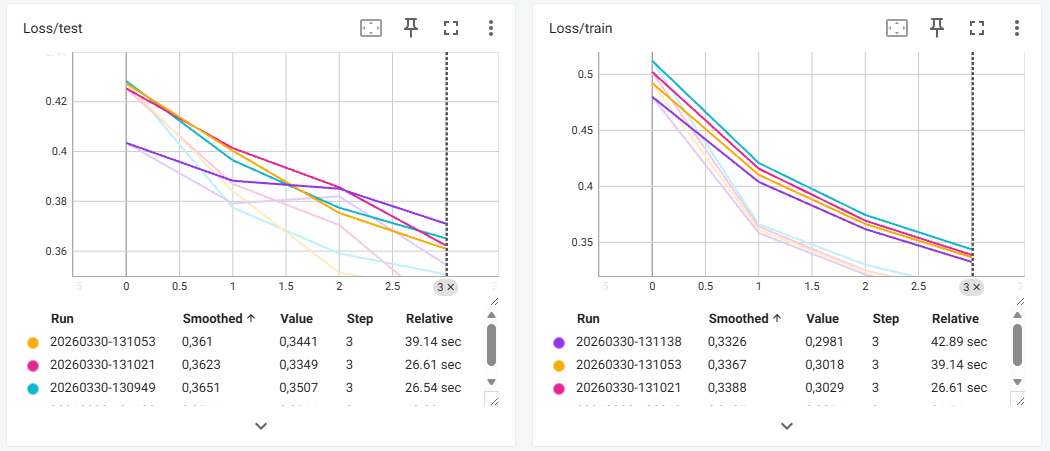 Loss/test
0.42
0.4
0.38
0.36
0 0.5 1 1.5 2 2.5 3 ×
Run Smoothed Value Step Relative
20260330-131053 0,361 0,3441 3 39.14 sec
20260330-131021 0,3623 0,3349 3 26.61 sec
20260330-130949 0,3651 0,3507 3 26.54 sec
Loss/train
0.5
0.45
0.4
0.35
0 0.5 1 1.5 2 2.5 3 ×
Run Smoothed Value Step Relative
20260330-131138 0,3326 0,2981 3 42.89 sec
20260330-131053 0,3367 0,3018 3 39.14 sec
20260330-131021 0,3388 0,3029 3 26.61 sec